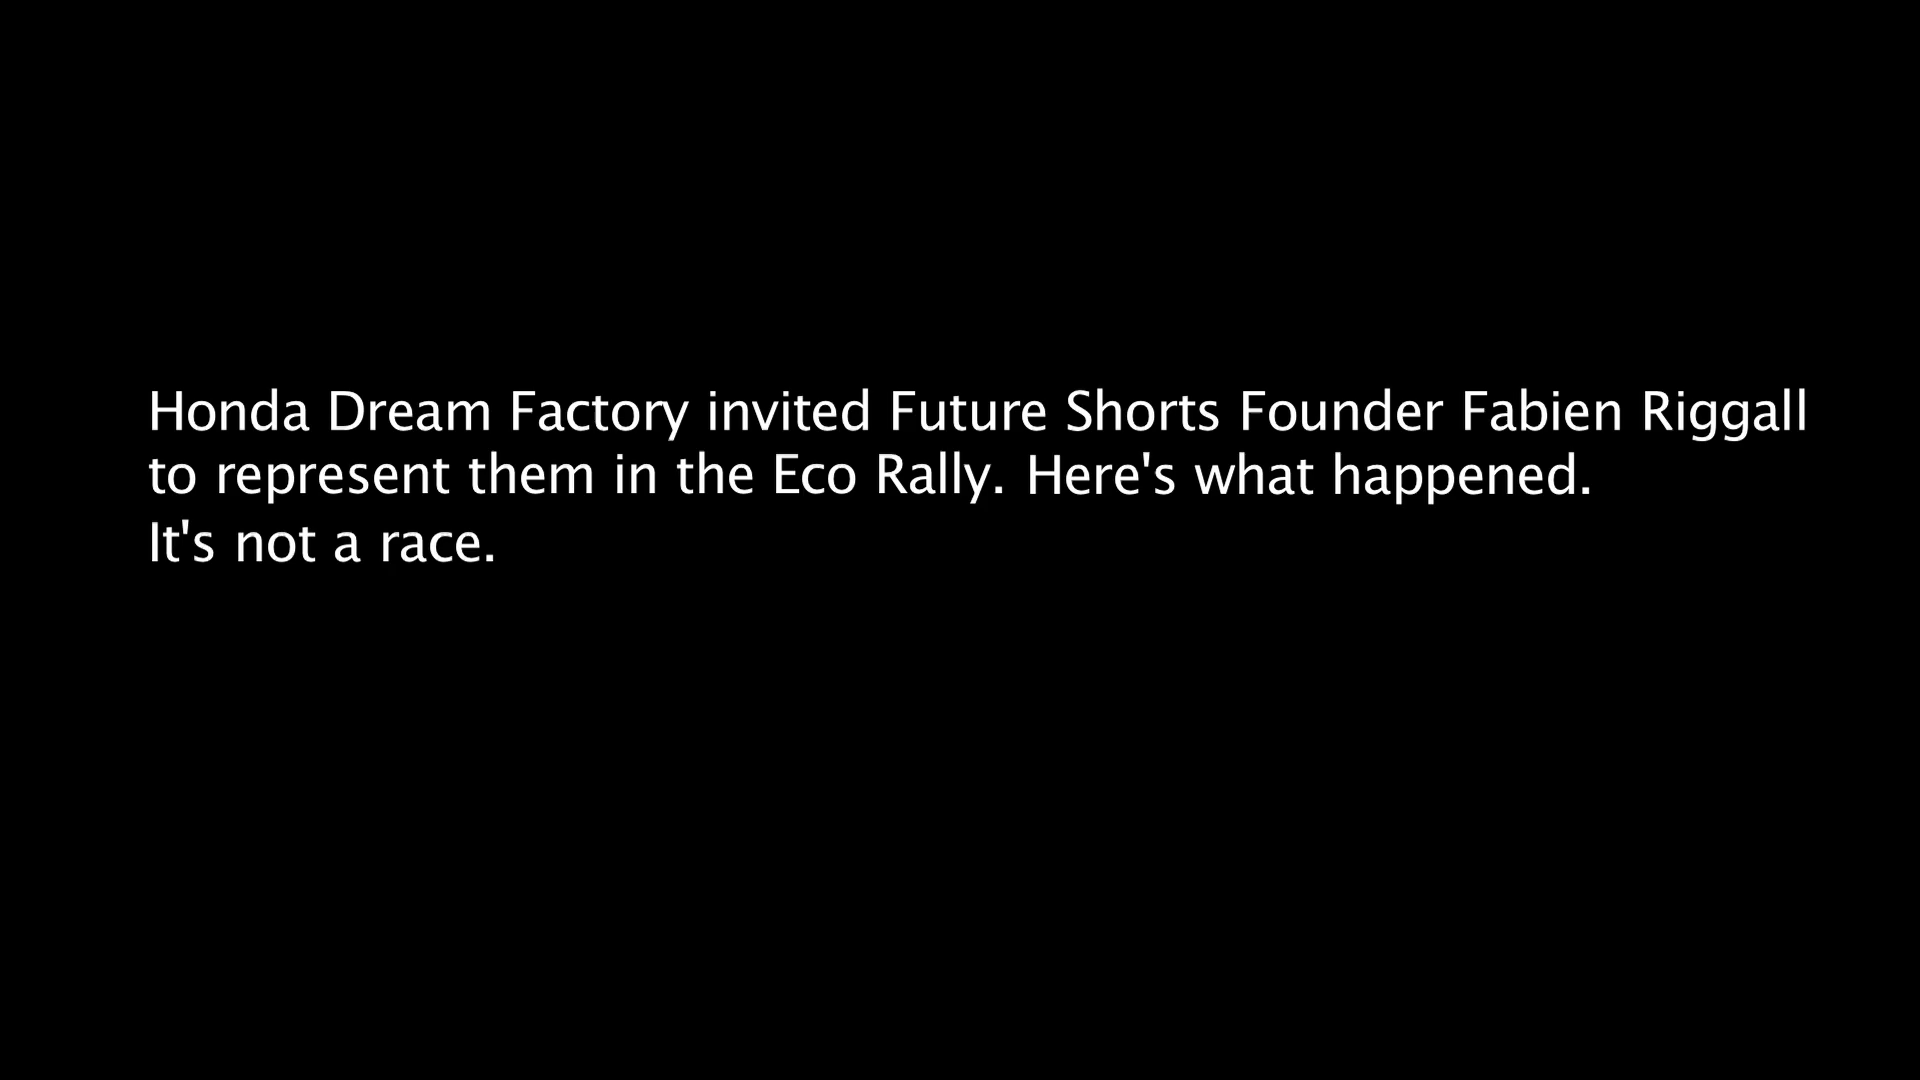 Honda Dream Factory invited Future Shorts Founder Fabien Riggall
to represent them in the Eco Rally. Here's what happened.
It's not a race.